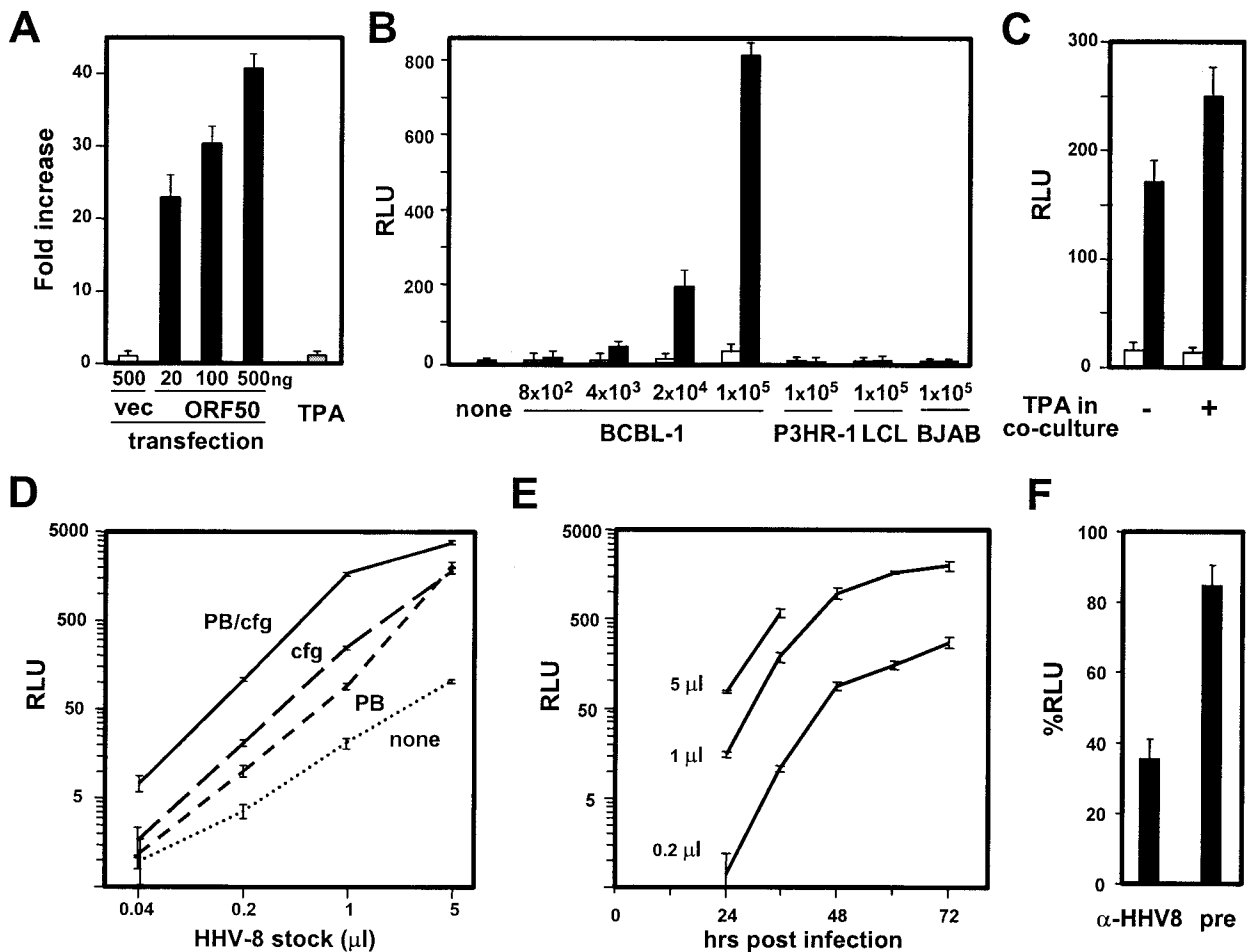 A
Fold increase
40
30
20
10
0
500 20 100 500ng
vec ORF50 TPA
transfection
B
RLU
800
600
400
200
0
none 8x10² 4x10³ 2x10⁴ 1x10⁵ 1x10⁵ 1x10⁵ 1x10⁵
BCBL-1 P3HR-1 LCL BJAB
C
RLU
300
200
100
0
TPA in - +
co-culture
D
RLU
5000
500
50
5
PB/cfg
cfg
PB
none
0.04 0.2 1 5
HHV-8 stock (µl)
E
RLU
5000
500
50
5
5 µl
1 µl
0.2 µl
0 24 48 72
hrs post infection
F
%RLU
100
80
60
40
20
0
α-HHV8 pre